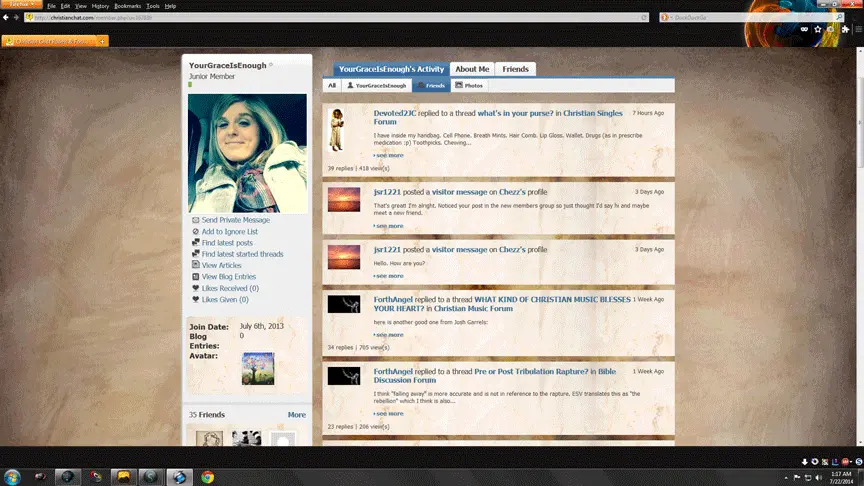 Firefox
File Edit View History Bookmarks Tools Help
DuckDuckGo
YourGraceIsEnough
Junior Member
Send Private Message
Add to Ignore List
Find latest posts
Find latest started threads
View Articles
View Blog Entries
Likes Received (0)
Likes Given (0)
Join Date: July 6th, 2013
Blog 0
Entries:
Avatar:
35 Friends More
YourGraceIsEnough's Activity About Me Friends
All YourGraceIsEnough Friends Photos
Devoted2JC replied to a thread what's in your purse? in Christian Singles 7 Hours Ago
Forum
I have inside my handbag. Cell Phone. Breath Mints. Hair Comb. Lip Gloss. Wallet. Drugs (as in prescribe
medication :p) Toothpicks. Chewing...
see more
39 replies | 418 view(s)
jsr1221 posted a visitor message on Chezz's profile 3 Days Ago
That's great! I'm alright. Noticed your post in the new members group so just thought I'd say hi and maybe
meet a new friend.
see more
jsr1221 posted a visitor message on Chezz's profile 3 Days Ago
Hello. How are you?
see more
ForthAngel replied to a thread WHAT KIND OF CHRISTIAN MUSIC BLESSES 1 Week Ago
YOUR HEART? in Christian Music Forum
here is another good one from Josh Garrels:
see more
34 replies | 705 view(s)
ForthAngel replied to a thread Pre or Post Tribulation Rapture? in Bible 1 Week Ago
Discussion Forum
I think "falling away" is more accurate and is not in reference to the rapture. ESV translates this as "the
rebellion" which I think is also...
see more
23 replies | 206 view(s)
1:17 AM
7/22/2014